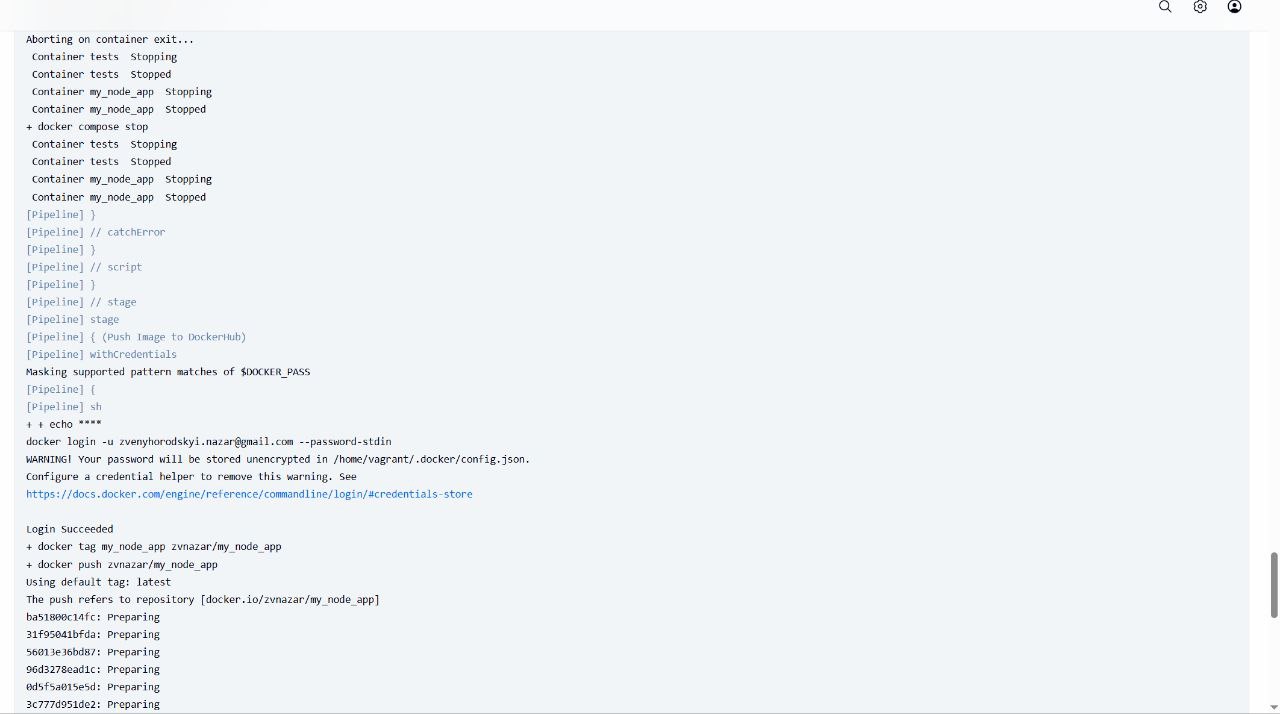 Aborting on container exit...
Container tests  Stopping
Container tests  Stopped
Container my_node_app  Stopping
Container my_node_app  Stopped
+ docker compose stop
Container tests  Stopping
Container tests  Stopped
Container my_node_app  Stopping
Container my_node_app  Stopped
[Pipeline] }
[Pipeline] // catchError
[Pipeline] }
[Pipeline] // script
[Pipeline] }
[Pipeline] // stage
[Pipeline] stage
[Pipeline] { (Push Image to DockerHub)
[Pipeline] withCredentials
Masking supported pattern matches of $DOCKER_PASS
[Pipeline] {
[Pipeline] sh
+ + echo ****
docker login -u zvenyhorodskyi.nazar@gmail.com --password-stdin
WARNING! Your password will be stored unencrypted in /home/vagrant/.docker/config.json.
Configure a credential helper to remove this warning. See
https://docs.docker.com/engine/reference/commandline/login/#credentials-store
Login Succeeded
+ docker tag my_node_app zvnazar/my_node_app
+ docker push zvnazar/my_node_app
Using default tag: latest
The push refers to repository [docker.io/zvnazar/my_node_app]
ba51800c14fc: Preparing
31f95041bfda: Preparing
56013e36bd87: Preparing
96d3278ead1c: Preparing
0d5f5a015e5d: Preparing
3c777d951de2: Preparing